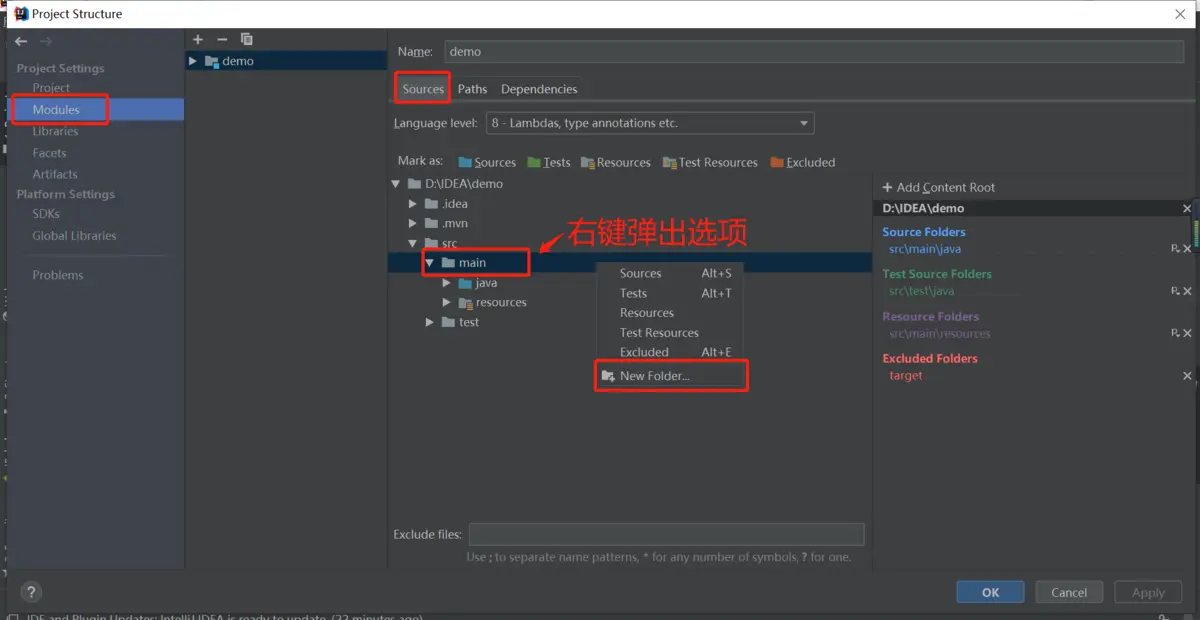 Project Structure
Project Settings
Project
Modules
Libraries
Facets
Artifacts
Platform Settings
SDKs
Global Libraries
Problems
demo
Name: demo
Sources Paths Dependencies
Language level: 8 - Lambdas, type annotations etc.
Mark as: Sources Tests Resources Test Resources Excluded
D:\IDEA\demo
.idea
.mvn
src
main
java
resources
test
右键弹出选项
Sources Alt+S
Tests Alt+T
Resources
Test Resources
Excluded Alt+E
New Folder...
+ Add Content Root
D:\IDEA\demo
Source Folders
src\main\java
Test Source Folders
src\test\java
Resource Folders
src\main\resources
Excluded Folders
target
Exclude files:
Use ; to separate name patterns, * for any number of symbols, ? for one.
? OK Cancel Apply
IDE and Plugin Updates: IntelliJ IDEA is ready to update. (22 minutes ago)